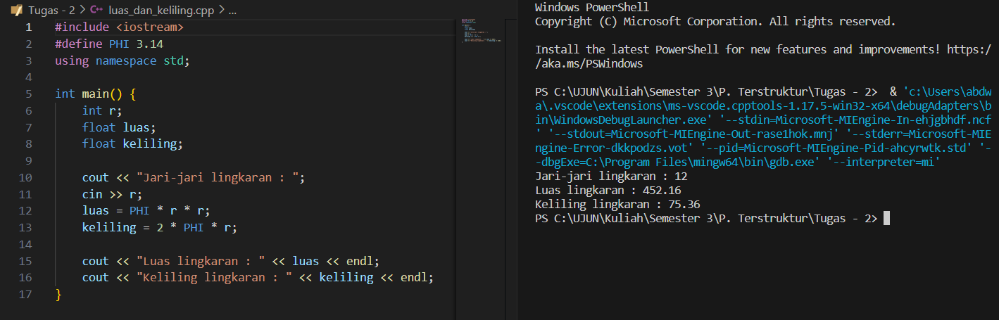 Tugas - 2 > C++ luas_dan_keliling.cpp > ...
1 #include <iostream>
2 #define PHI 3.14
3 using namespace std;
4
5 int main() {
6     int r;
7     float luas;
8     float keliling;
9
10     cout << "Jari-jari lingkaran : ";
11     cin >> r;
12     luas = PHI * r * r;
13     keliling = 2 * PHI * r;
14
15     cout << "Luas lingkaran : " << luas << endl;
16     cout << "Keliling lingkaran : " << keliling << endl;
17 }
Windows PowerShell
Copyright (C) Microsoft Corporation. All rights reserved.
Install the latest PowerShell for new features and improvements! https:/
/aka.ms/PSWindows
PS C:\UJUN\Kuliah\Semester 3\P. Terstruktur\Tugas - 2>  & 'c:\Users\abdw
a\.vscode\extensions\ms-vscode.cpptools-1.17.5-win32-x64\debugAdapters\b
in\WindowsDebugLauncher.exe' '--stdin=Microsoft-MIEngine-In-ehjgbhdf.ncf
' '--stdout=Microsoft-MIEngine-Out-rase1hok.mnj' '--stderr=Microsoft-MIE
ngine-Error-dkkpodzs.vot' '--pid=Microsoft-MIEngine-Pid-ahcyrwtk.std' '-
-dbgExe=C:\Program Files\mingw64\bin\gdb.exe' '--interpreter=mi'
Jari-jari lingkaran : 12
Luas lingkaran : 452.16
Keliling lingkaran : 75.36
PS C:\UJUN\Kuliah\Semester 3\P. Terstruktur\Tugas - 2>